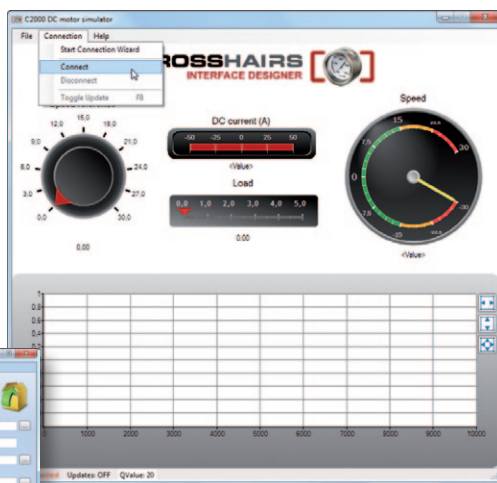 C2000 DC motor simulator
File Connection Help
Start Connection Wizard
Connect
Disconnect
Toggle Update F8
ROSSHAIRS
INTERFACE DESIGNER
DC current (A)
-50 -25 0 25 50
<Value>
Load
0,0 1,0 2,0 3,0 4,0 5,0
0.00
0,0 3,0 6,0 9,0 12,0 15,0 18,0 21,0 24,0 27,0 30,0
0,00
Speed
-30 -15 -7,5 0 7,5 15 30
<Value>
1
0.8
0.6
0.4
0.2
1000 2000 3000 4000 5000 6000 7000 8000 9000 10000
Updates: OFF QValue: 20